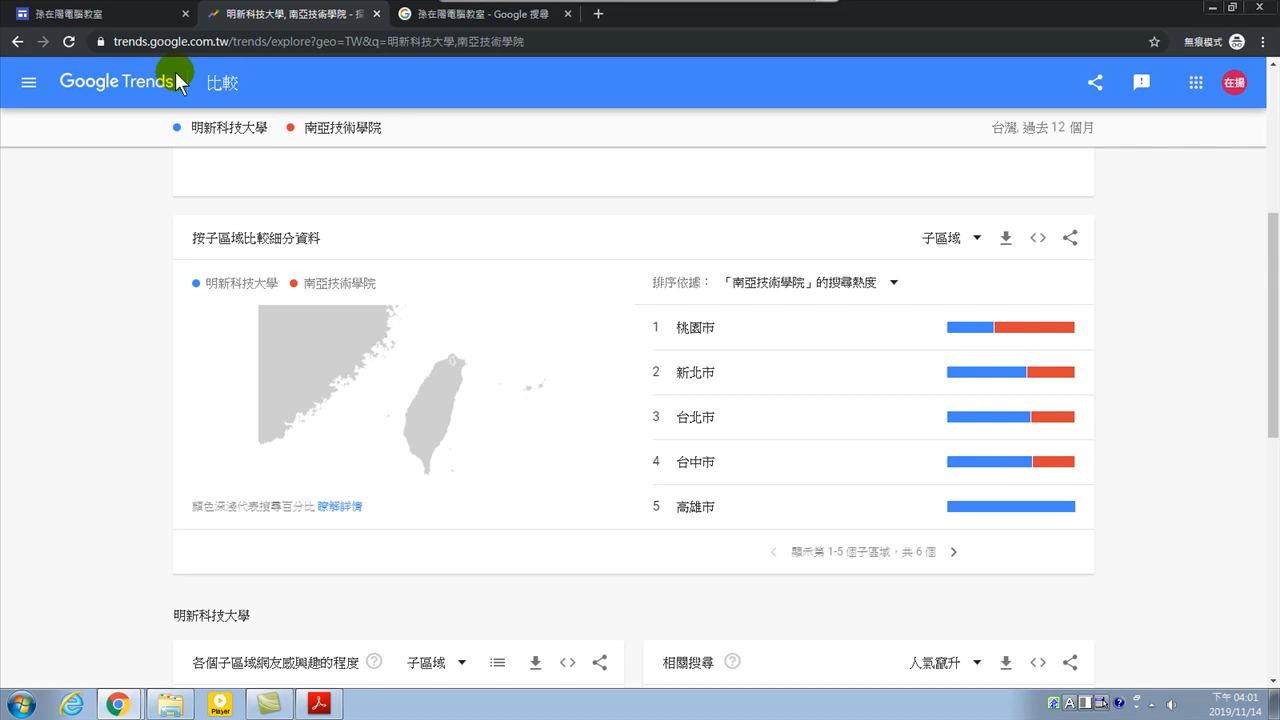 孫在陽電腦教室
明新科技大學, 南亞技術學院 - 探
孫在陽電腦教室 - Google 搜尋
trends.google.com.tw/trends/explore?geo=TW&q=明新科技大學,南亞技術學院
無痕模式
Google Trends
比較
在揚
明新科技大學
南亞技術學院
台灣, 過去 12 個月
按子區域比較細分資料
子區域
明新科技大學
南亞技術學院
排序依據：
「南亞技術學院」的搜尋熱度
1 桃園市
2 新北市
3 台北市
4 台中市
5 高雄市
顏色深淺代表搜尋百分比 瞭解詳情
顯示第 1-5 個子區域，共 6 個
明新科技大學
各個子區域網友感興趣的程度
子區域
相關搜尋
人氣竄升
Player
A
下午 04:01
2019/11/14